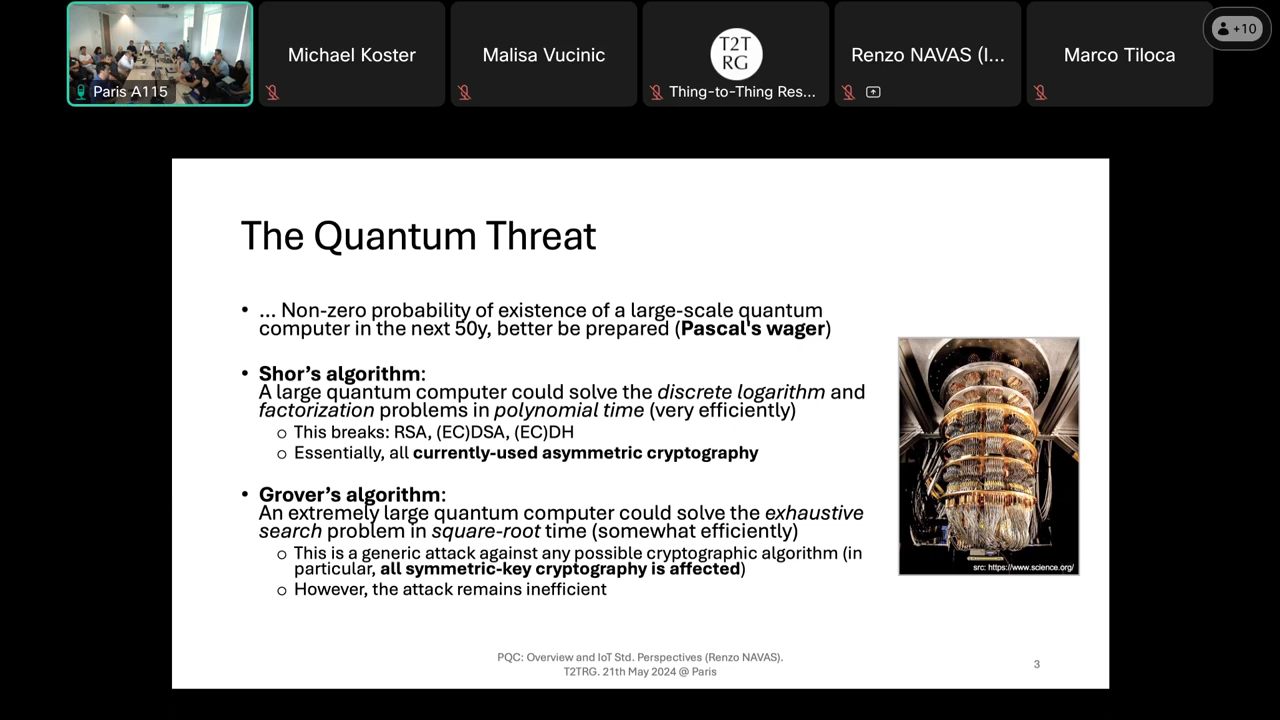 Paris A115
Michael Koster
Malisa Vucinic
T2T
RG
Thing-to-Thing Res...
Renzo NAVAS (I...
Marco Tiloca
+10
The Quantum Threat
• ... Non-zero probability of existence of a large-scale quantum
computer in the next 50y, better be prepared (Pascal's wager)
• Shor's algorithm:
A large quantum computer could solve the discrete logarithm and
factorization problems in polynomial time (very efficiently)
o This breaks: RSA, (EC)DSA, (EC)DH
o Essentially, all currently-used asymmetric cryptography
• Grover's algorithm:
An extremely large quantum computer could solve the exhaustive
search problem in square-root time (somewhat efficiently)
o This is a generic attack against any possible cryptographic algorithm (in
particular, all symmetric-key cryptography is affected)
o However, the attack remains inefficient
src: https://www.science.org/
PQC: Overview and IoT Std. Perspectives (Renzo NAVAS).
T2TRG. 21th May 2024 @ Paris
3